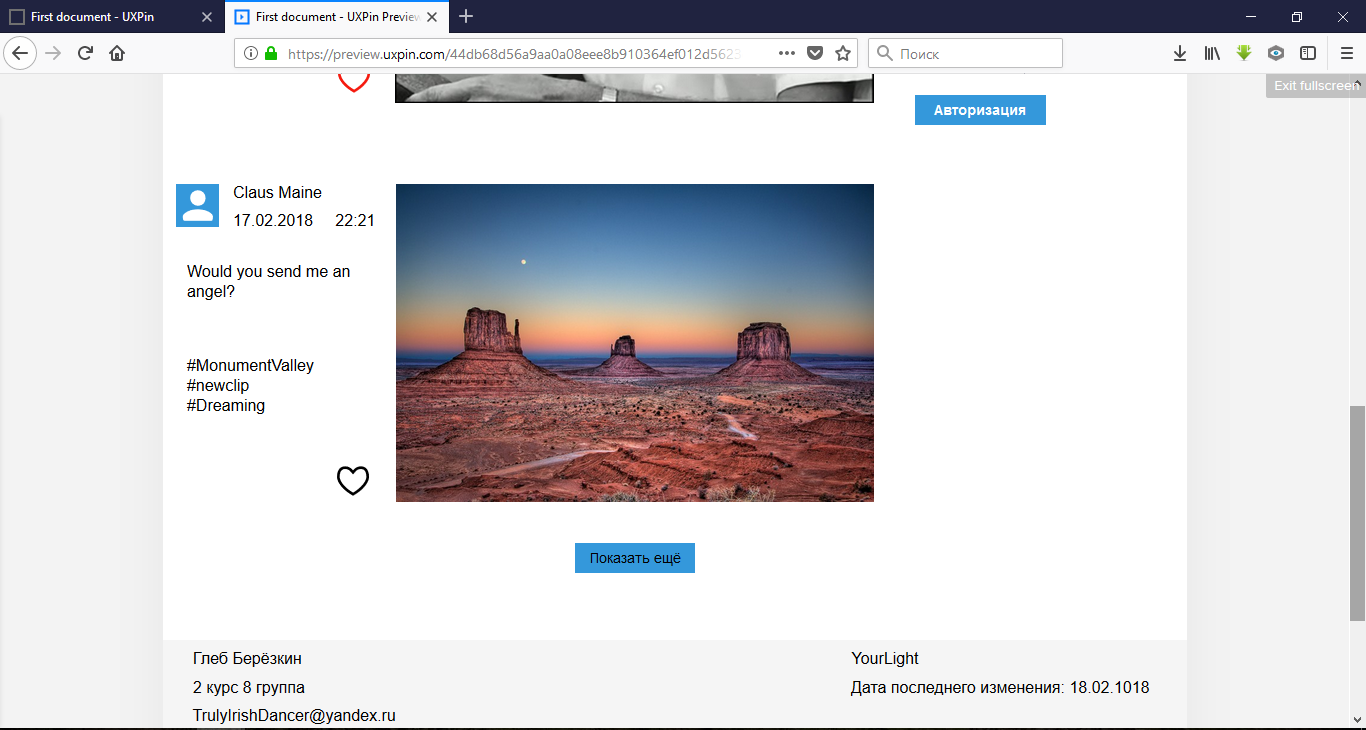 First document - UXPin
First document - UXPin Preview
https://preview.uxpin.com/44db68d56a9aa0a08eee8b910364ef012d5623
Поиск
Exit fullscreen
Авторизация
Claus Maine
17.02.2018 22:21
Would you send me an
angel?
#MonumentValley
#newclip
#Dreaming
Показать ещё
Глеб Берёзкин
YourLight
2 курс 8 группа
Дата последнего изменения: 18.02.1018
TrulyIrishDancer@yandex.ru